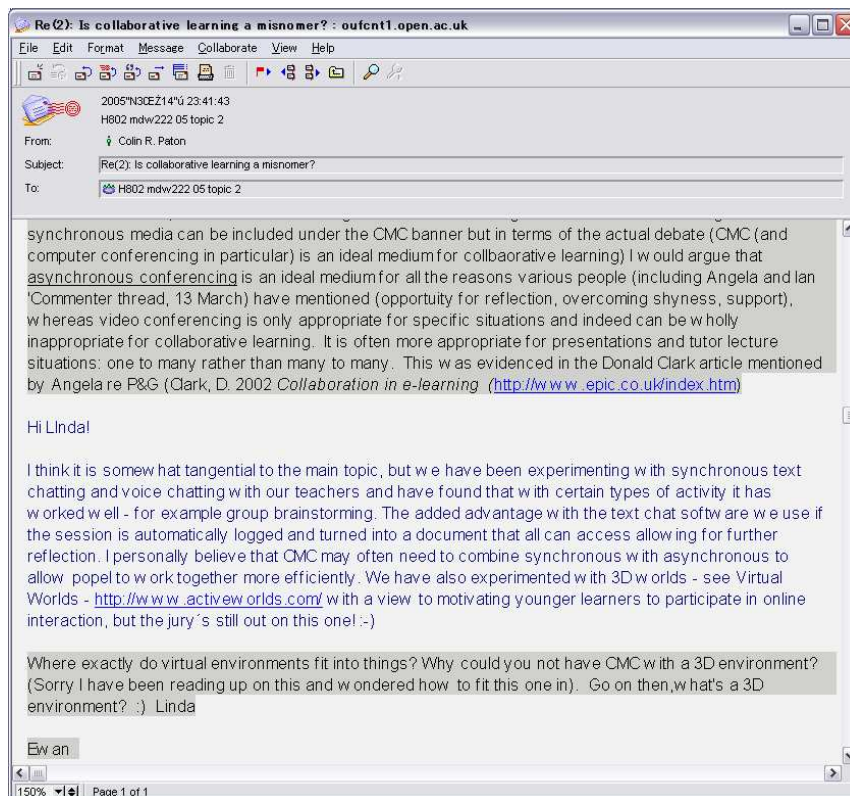 Re(2): Is collaborative learning a misnomer? : oufcnt1.open.ac.uk
File Edit Format Message Collaborate View Help
2005"N3ŒŽ14"ú 23:41:43
H802 mdw222 05 topic 2
From: Colin R. Paton
Subject: Re(2): Is collaborative learning a misnomer?
To: H802 mdw222 05 topic 2
synchronous media can be included under the CMC banner but in terms of the actual debate (CMC (and
computer conferencing in particular) is an ideal medium for collbaorative learning) I would argue that
asynchronous conferencing is an ideal medium for all the reasons various people (including Angela and Ian
'Commenter thread, 13 March) have mentioned (opportuity for reflection, overcoming shyness, support),
whereas video conferencing is only appropriate for specific situations and indeed can be wholly
inappropriate for collaborative learning. It is often more appropriate for presentations and tutor lecture
situations: one to many rather than many to many. This was evidenced in the Donald Clark article mentioned
by Angela re P&G (Clark, D. 2002 Collaboration in e-learning (http://www.epic.co.uk/index.htm)
Hi LInda!
I think it is somewhat tangential to the main topic, but we have been experimenting with synchronous text
chatting and voice chatting with our teachers and have found that with certain types of activity it has
worked well - for example group brainstorming. The added advantage with the text chat software we use if
the session is automatically logged and turned into a document that all can access allowing for further
reflection. I personally believe that CMC may often need to combine synchronous with asynchronous to
allow popel to work together more efficiently. We have also experimented with 3D worlds - see Virtual
Worlds - http://www.activeworlds.com/ with a view to motivating younger learners to participate in online
interaction, but the jury´s still out on this one! :-)
Where exactly do virtual environments fit into things? Why could you not have CMC with a 3D environment?
(Sorry I have been reading up on this and wondered how to fit this one in). Go on then,what's a 3D
environment? :) Linda
Ewan
150% Page 1 of 1